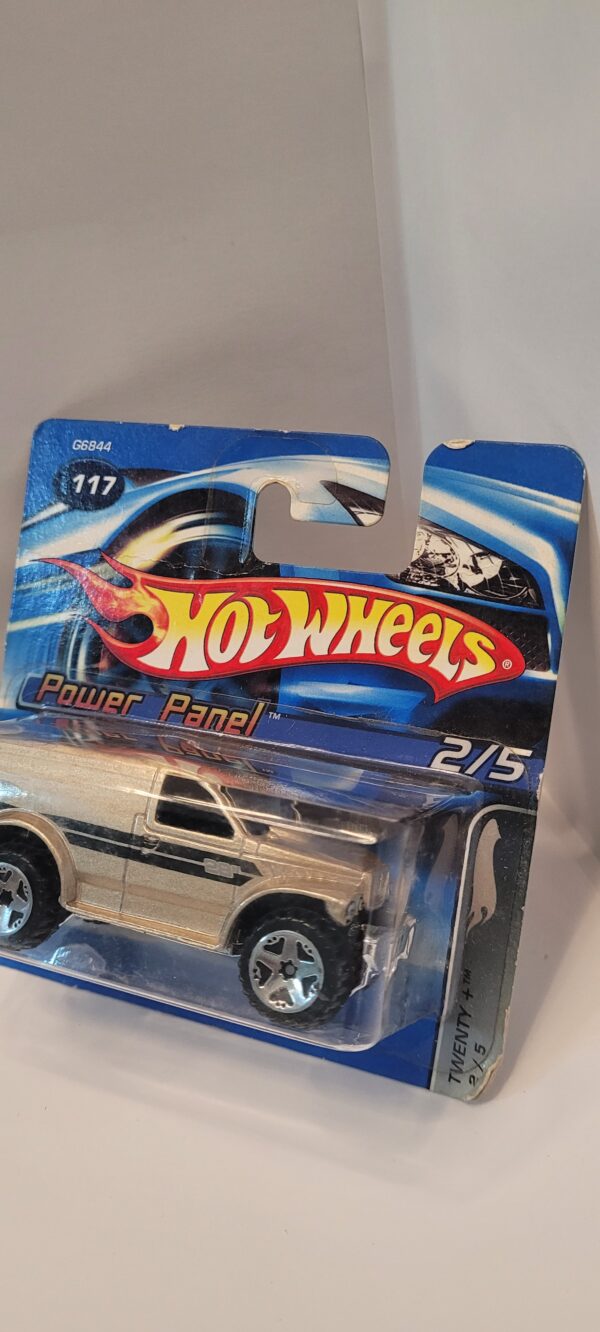 G6844
117
HOT WHEELS®
Power Panel™
2/5
TWENTY +™
2/5